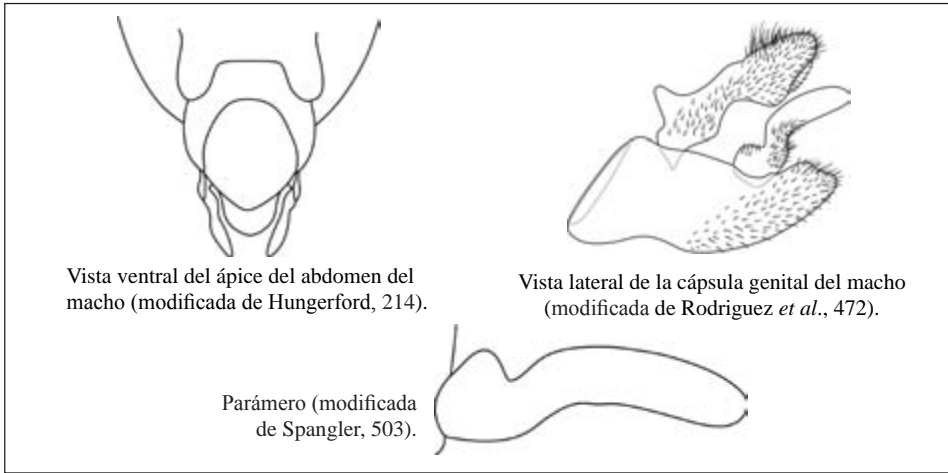 Vista ventral del ápice del abdomen del
macho (modificada de Hungerford, 214).
Vista lateral de la cápsula genital del macho
(modificada de Rodriguez et al., 472).
Parámero (modificada
de Spangler, 503).